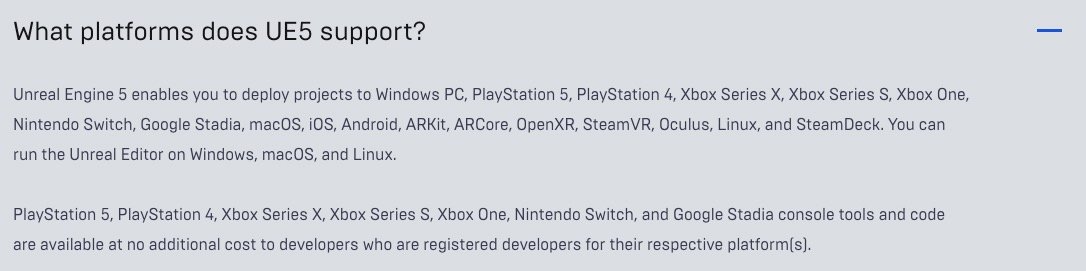 What platforms does UE5 support?
Unreal Engine 5 enables you to deploy projects to Windows PC, PlayStation 5, PlayStation 4, Xbox Series X, Xbox Series S, Xbox One,
Nintendo Switch, Google Stadia, macOS, iOS, Android, ARKit, ARCore, OpenXR, SteamVR, Oculus, Linux, and SteamDeck. You can
run the Unreal Editor on Windows, macOS, and Linux.
PlayStation 5, PlayStation 4, Xbox Series X, Xbox Series S, Xbox One, Nintendo Switch, and Google Stadia console tools and code
are available at no additional cost to developers who are registered developers for their respective platform(s).